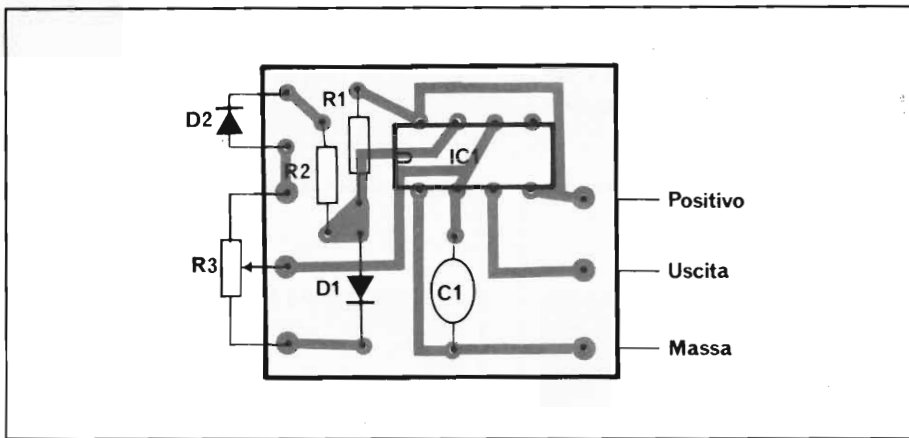 D2
R1
R2
IC1
R3
D1
C1
Positivo
Uscita
Massa